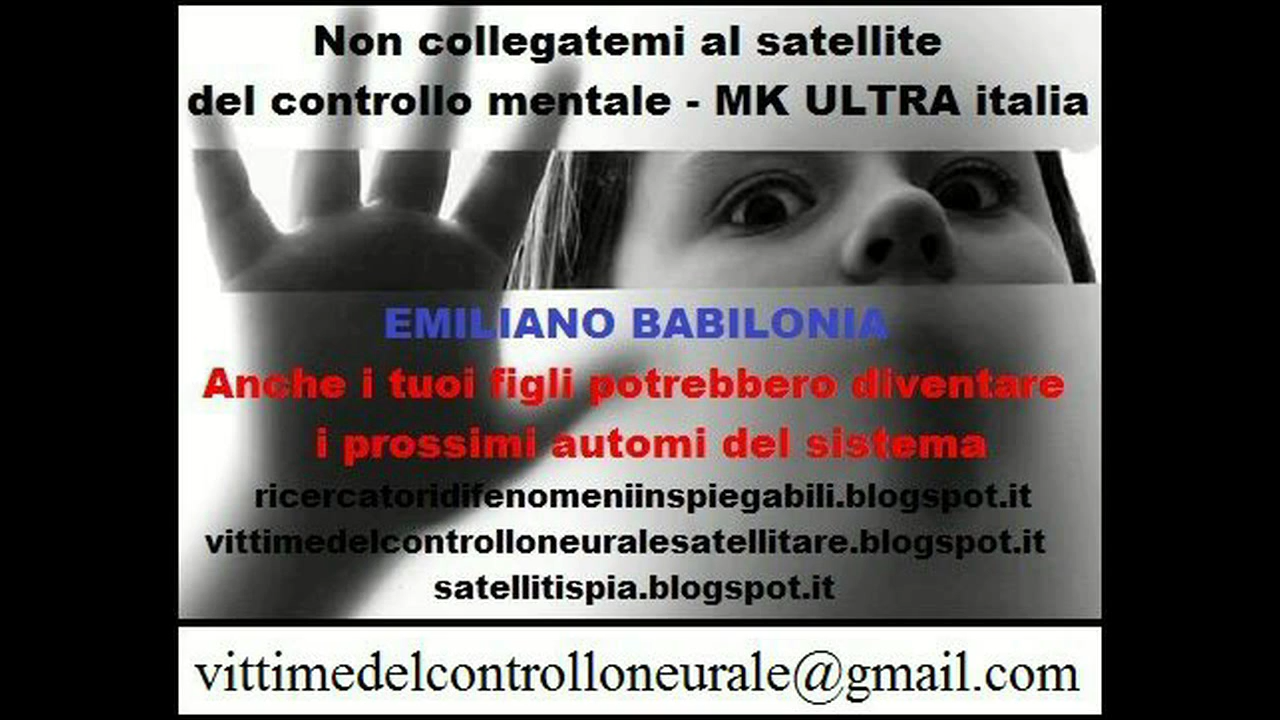 Non collegatemi al satellite
del controllo mentale - MK ULTRA italia
EMILIANO BABILONIA
Anche i tuoi figli potrebbero diventare
i prossimi automi del sistema
ricercatoridifenomeniinspiegabili.blogspot.it
vittimedelcontrolloneuralesatellitare.blogspot.it
satellitispia.blogspot.it
vittimedelcontrolloneurale@gmail.com